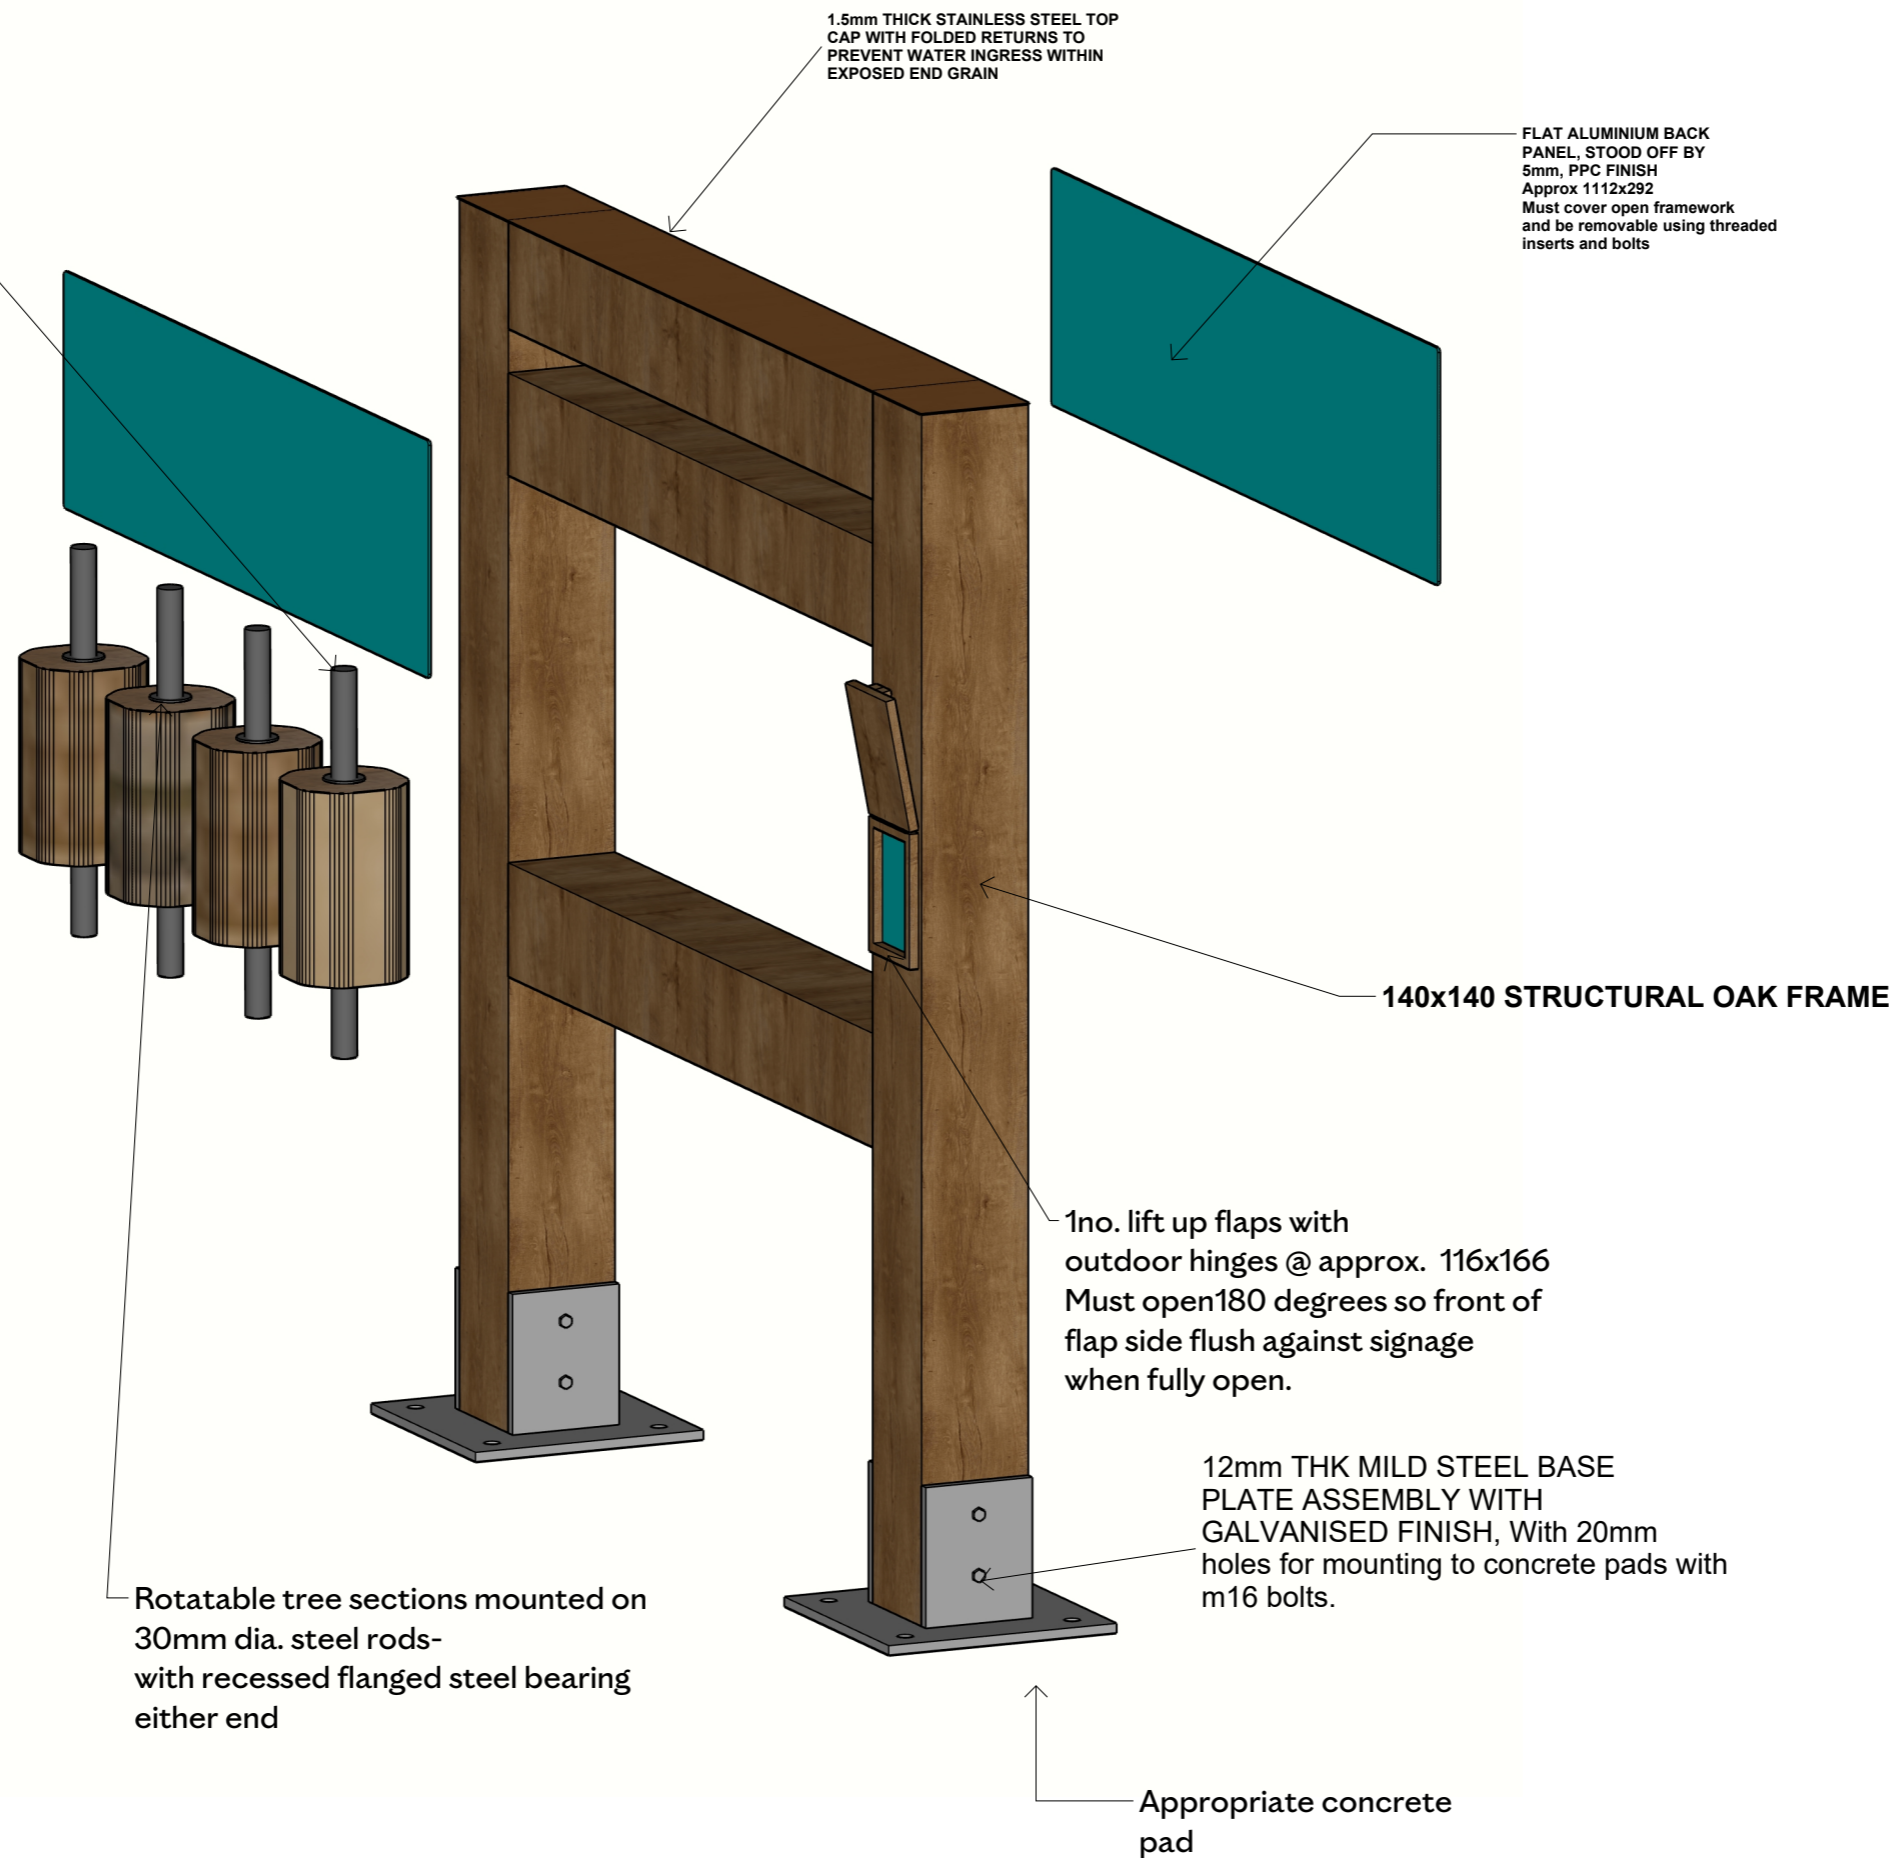 1.5mm THICK STAINLESS STEEL TOP
CAP WITH FOLDED RETURNS TO
PREVENT WATER INGRESS WITHIN
EXPOSED END GRAIN
FLAT ALUMINIUM BACK
PANEL, STOOD OFF BY
5mm, PPC FINISH
Approx 1112x292
Must cover open framework
and be removable using threaded
inserts and bolts
140x140 STRUCTURAL OAK FRAME
1no. lift up flaps with
outdoor hinges @ approx. 116x166
Must open180 degrees so front of
flap side flush against signage
when fully open.
12mm THK MILD STEEL BASE
PLATE ASSEMBLY WITH
GALVANISED FINISH, With 20mm
holes for mounting to concrete pads with
m16 bolts.
Rotatable tree sections mounted on
30mm dia. steel rods-
with recessed flanged steel bearing
either end
Appropriate concrete
pad